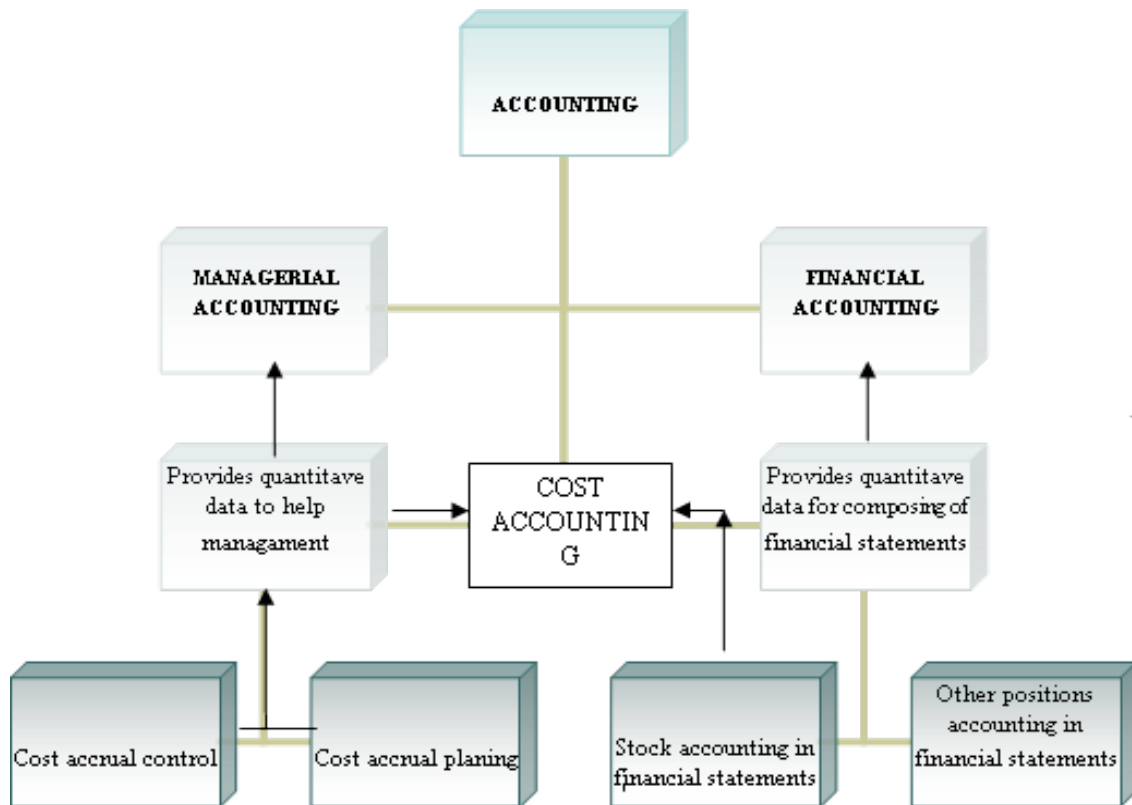 ACCOUNTING
MANAGERIAL
ACCOUNTING
FINANCIAL
ACCOUNTING
Provides quantitave
data to help
managament
COST
ACCOUNTIN
G
Provides quantitave
data for composing of
financial statements
Cost accrual control
Cost accrual planing
Stock accounting in
financial statements
Other positions
accounting in
financial statements